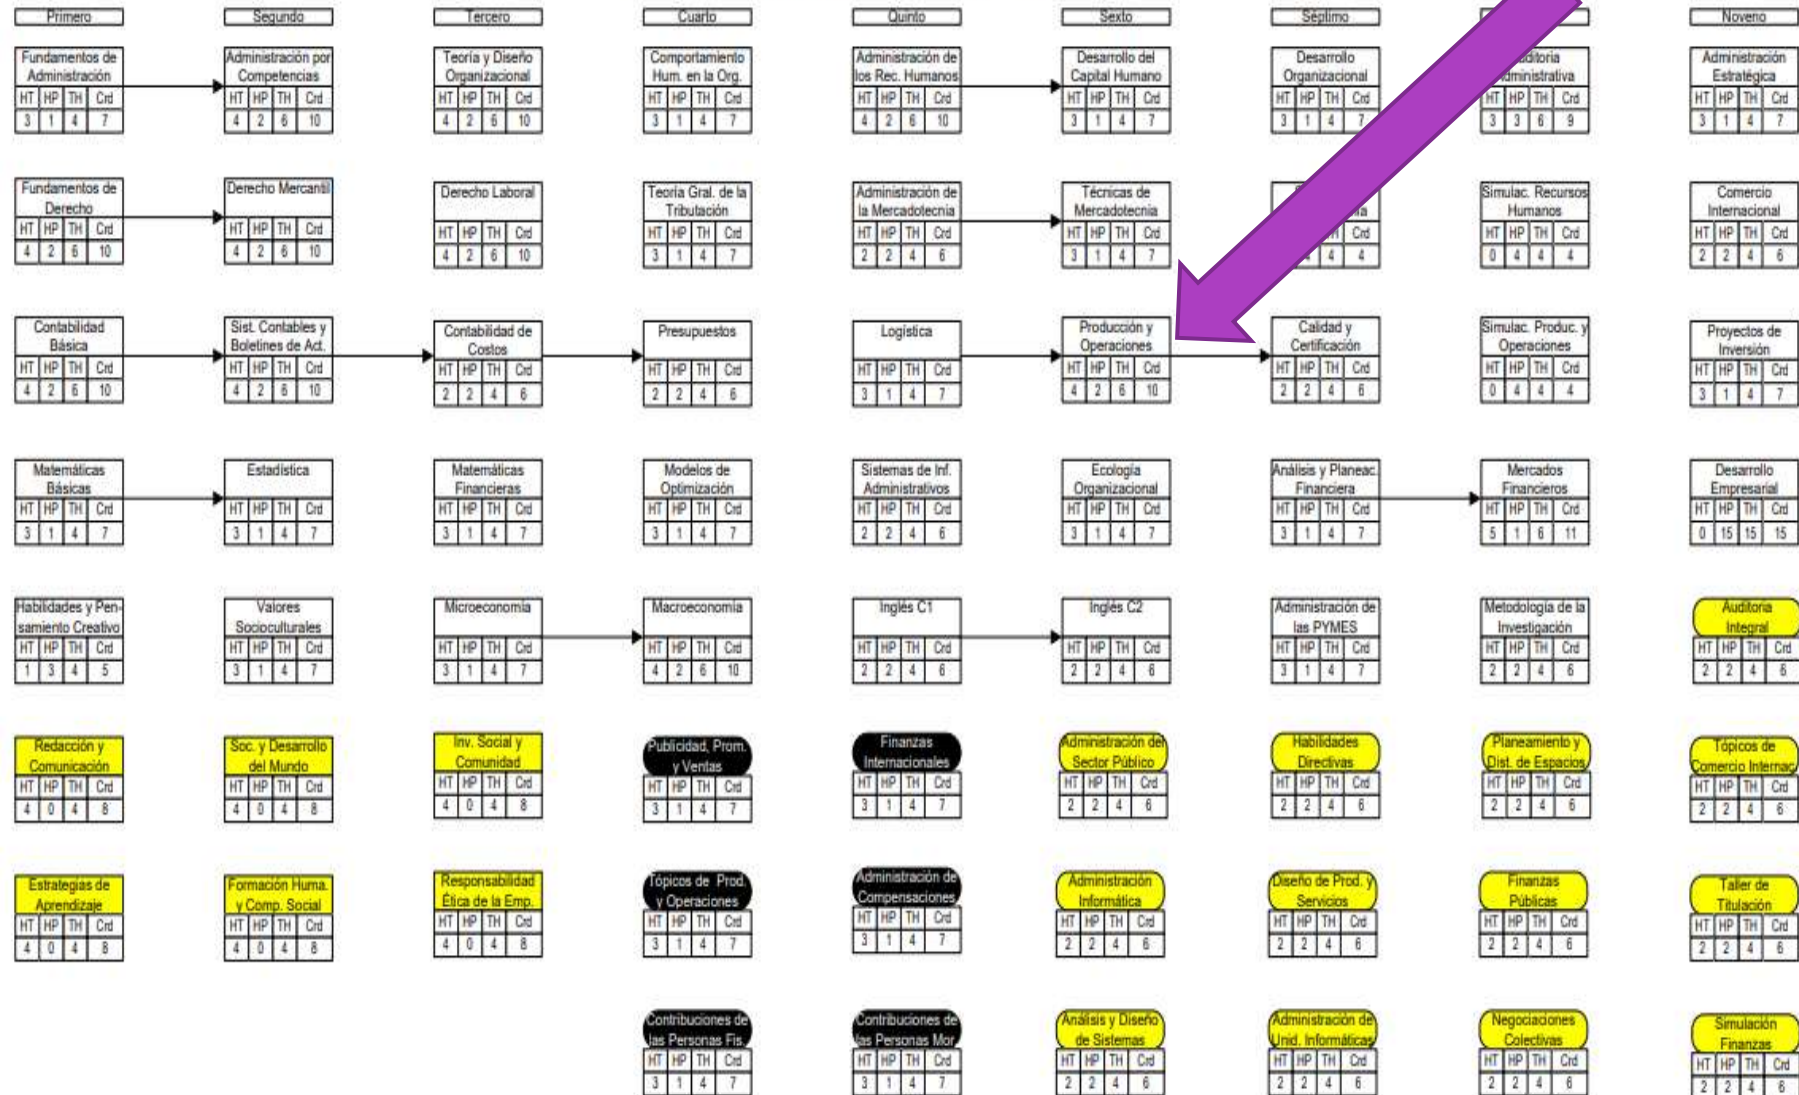 Primero Segundo Tercero Cuarto Quinto Sexto Séptimo Noveno
Fundamentos de Administración por Teoría y Diseño Comportamiento Administración de Desarrollo del Desarrollo Administración
Administración Competencias Organizacional Hum. en la Org. los Rec. Humanos Capital Humano Organizacional Estratégica
HT HP TH Crd HT HP TH Crd HT HP TH Crd HT HP TH Crd HT HP TH Crd HT HP TH Crd HT HP TH Crd HT HP TH Crd HT HP TH Crd
3 1 4 7 4 2 6 10 4 2 6 10 3 1 4 7 4 2 6 10 3 1 4 7 3 1 4 7 3 3 6 9 3 1 4 7
Fundamentos de Derecho Mercantil Derecho Laboral Teoría Gral. de la Administración de Técnicas de Simulac. Recursos Comercio
Derecho Tributación la Mercadotecnia Mercadotecnia Humanos Internacional
HT HP TH Crd HT HP TH Crd HT HP TH Crd HT HP TH Crd HT HP TH Crd HT HP TH Crd Crd HT HP TH Crd HT HP TH Crd
4 2 6 10 4 2 6 10 4 2 6 10 3 1 4 7 2 2 4 6 3 1 4 7 4 4 4 0 4 4 4 2 2 4 6
Contabilidad Sist. Contables y Contabilidad de Presupuestos Logística Producción y Calidad y Simulac. Produc. y Proyectos de
Básica Boletines de Act. Costos Operaciones Certificación Operaciones Inversión
HT HP TH Crd HT HP TH Crd HT HP TH Crd HT HP TH Crd HT HP TH Crd HT HP TH Crd HT HP TH Crd HT HP TH Crd HT HP TH Crd
4 2 6 10 4 2 6 10 2 2 4 6 2 2 4 6 3 1 4 7 4 2 6 10 2 2 4 6 0 4 4 4 3 1 4 7
Matemáticas Estadística Matemáticas Modelos de Sistemas de Inf. Ecología Análisis y Planeac. Mercados Desarrollo
Básicas Financieras Optimización Administrativos Organizacional Financiera Financieros Empresarial
HT HP TH Crd HT HP TH Crd HT HP TH Crd HT HP TH Crd HT HP TH Crd HT HP TH Crd HT HP TH Crd HT HP TH Crd HT HP TH Crd
3 1 4 7 3 1 4 7 3 1 4 7 3 1 4 7 2 2 4 6 3 1 4 7 3 1 4 7 5 1 6 11 0 15 15 15
Habilidades y Pen- Valores Microeconomía Macroeconomía Inglés C1 Inglés C2 Administración de Metodología de la Auditoria
samiento Creativo Socioculturales las PYMES Investigación Integral
HT HP TH Crd HT HP TH Crd HT HP TH Crd HT HP TH Crd HT HP TH Crd HT HP TH Crd HT HP TH Crd HT HP TH Crd HT HP TH Crd
1 3 4 5 3 1 4 7 3 1 4 7 4 2 6 10 2 2 4 6 2 2 4 6 3 1 4 7 2 2 4 6 2 2 4 6
Redacción y Soc. y Desarrollo Inv. Social y Publicidad, Prom. Finanzas Administración del Habilidades Planeamiento y Tópicos de
Comunicación del Mundo Comunidad y Ventas Internacionales Sector Público Directivas Dist. de Espacios Comercio Internac.
HT HP TH Crd HT HP TH Crd HT HP TH Crd HT HP TH Crd HT HP TH Crd HT HP TH Crd HT HP TH Crd HT HP TH Crd HT HP TH Crd
4 0 4 8 4 0 4 8 4 0 4 8 3 1 4 7 3 1 4 7 2 2 4 6 2 2 4 6 2 2 4 6 2 2 4 6
Estrategias de Formación Huma. Responsabilidad Tópicos de Prod. Administración de Administración Diseño de Prod. y Finanzas Taller de
Aprendizaje y Comp. Social Ética de la Emp. y Operaciones Compensaciones Informática Servicios Públicas Titulación
HT HP TH Crd HT HP TH Crd HT HP TH Crd HT HP TH Crd HT HP TH Crd HT HP TH Crd HT HP TH Crd HT HP TH Crd HT HP TH Crd
4 0 4 8 4 0 4 8 4 0 4 8 3 1 4 7 3 1 4 7 2 2 4 6 2 2 4 6 2 2 4 6 2 2 4 6
Contribuciones de Contribuciones de Análisis y Diseño Administración de Negociaciones Simulación
las Personas Fis. las Personas Mor. de Sistemas Unid. Informáticas Colectivas Finanzas
HT HP TH Crd HT HP TH Crd HT HP TH Crd HT HP TH Crd HT HP TH Crd HT HP TH Crd
3 1 4 7 3 1 4 7 2 2 4 6 2 2 4 6 2 2 4 6 2 2 4 6